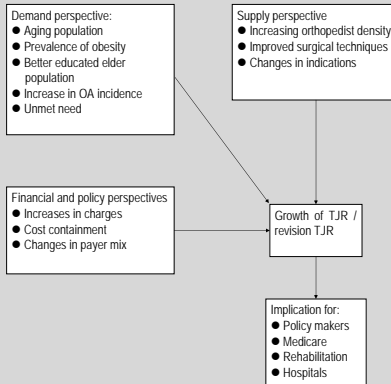 Demand perspective:
● Aging population
● Prevalence of obesity
● Better educated elder
population
● Increase in OA incidence
● Unmet need
Supply perspective
● Increasing orthopedist density
● Improved surgical techniques
● Changes in indications
Financial and policy perspectives
● Increases in charges
● Cost containment
● Changes in payer mix
Growth of TJR /
revision TJR
Implication for:
● Policy makers
● Medicare
● Rehabilitation
● Hospitals